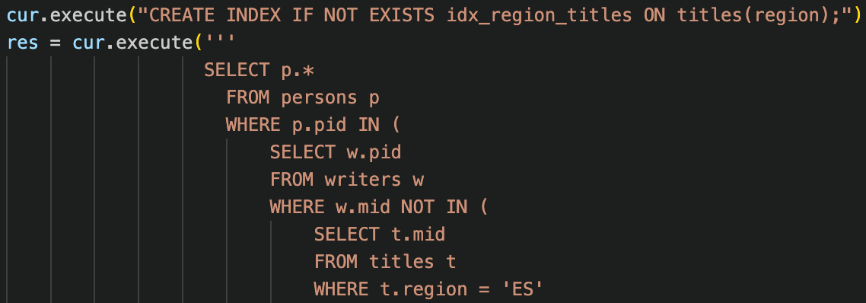 cur.execute("CREATE INDEX IF NOT EXISTS idx_region_titles ON titles(region);")
res = cur.execute('''
SELECT p.*
FROM persons p
WHERE p.pid IN (
SELECT w.pid
FROM writers w
WHERE w.mid NOT IN (
SELECT t.mid
FROM titles t
WHERE t.region = 'ES'